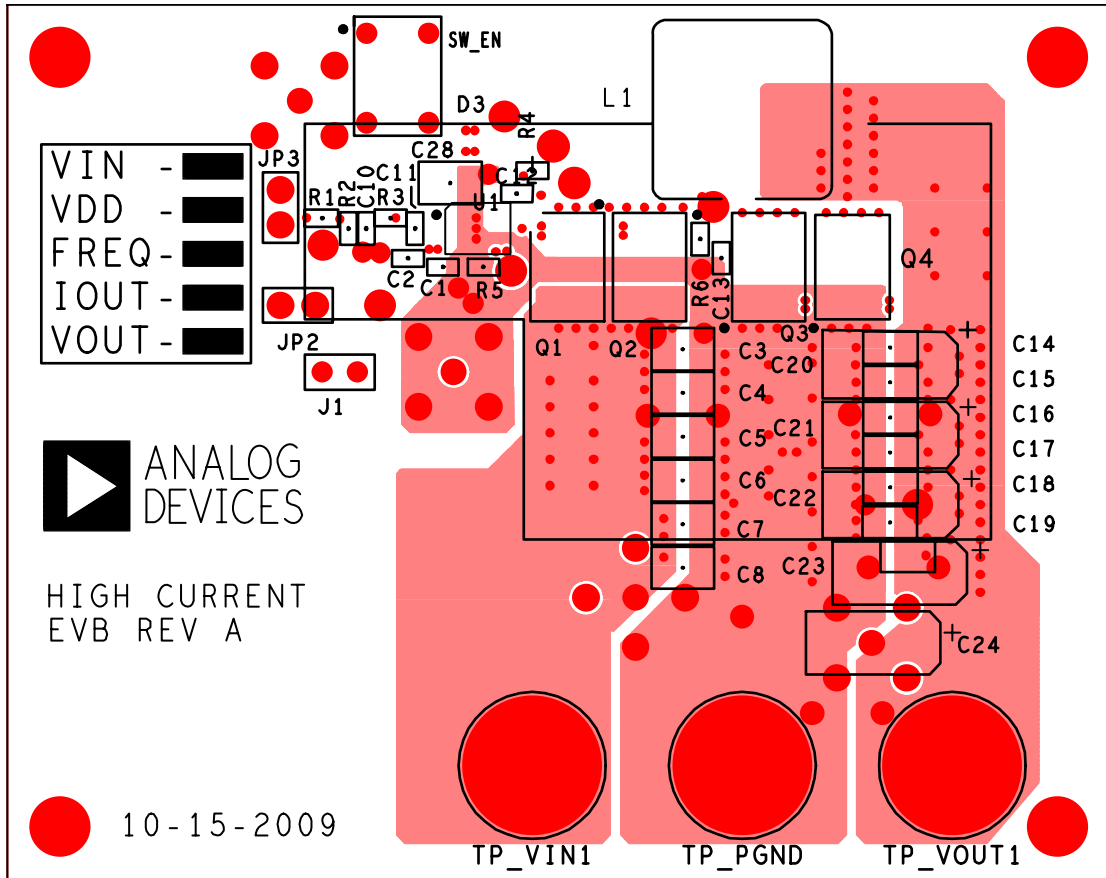 SW_EN
D3
L1
R4
VIN -
VDD -
FREQ-
IOUT-
VOUT-
JP3
C28
C11
C12
R1
R2
C10
R3
U1
C2
C1
R5
R6
C13
Q4
JP2
J1
Q1
Q2
Q3
C3
C20
C14
C4
C15
C16
C5
C21
C17
C6
C22
C18
C7
C19
C8
C23
C24
ANALOG
DEVICES
HIGH CURRENT
EVB REV A
10-15-2009
TP_VIN1
TP_PGND
TP_VOUT1